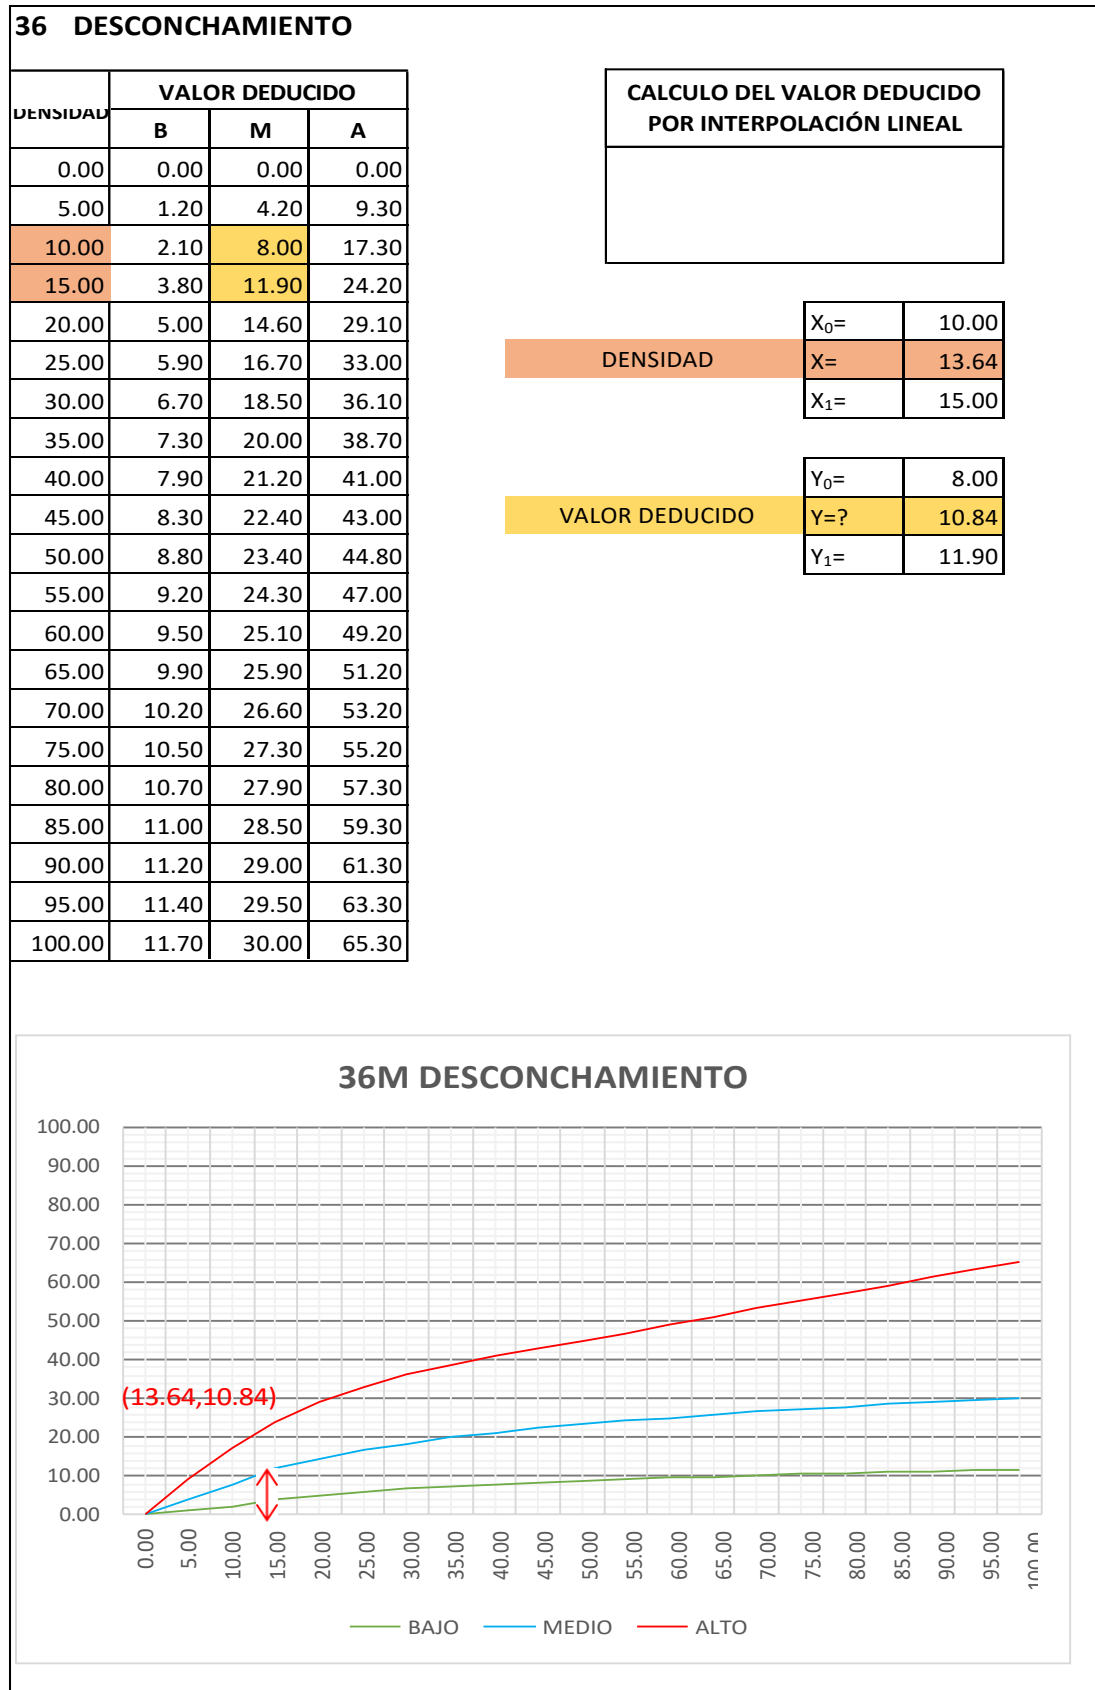 36 DESCONCHAMIENTO
DENSIDAD VALOR DEDUCIDO
B M A
0.00 0.00 0.00 0.00
5.00 1.20 4.20 9.30
10.00 2.10 8.00 17.30
15.00 3.80 11.90 24.20
20.00 5.00 14.60 29.10
25.00 5.90 16.70 33.00
30.00 6.70 18.50 36.10
35.00 7.30 20.00 38.70
40.00 7.90 21.20 41.00
45.00 8.30 22.40 43.00
50.00 8.80 23.40 44.80
55.00 9.20 24.30 47.00
60.00 9.50 25.10 49.20
65.00 9.90 25.90 51.20
70.00 10.20 26.60 53.20
75.00 10.50 27.30 55.20
80.00 10.70 27.90 57.30
85.00 11.00 28.50 59.30
90.00 11.20 29.00 61.30
95.00 11.40 29.50 63.30
100.00 11.70 30.00 65.30
CALCULO DEL VALOR DEDUCIDO
POR INTERPOLACIÓN LINEAL
X₀= 10.00
DENSIDAD X= 13.64
X₁= 15.00
Y₀= 8.00
VALOR DEDUCIDO Y=? 10.84
Y₁= 11.90
36M DESCONCHAMIENTO
100.00
90.00
80.00
70.00
60.00
50.00
40.00
30.00
20.00
10.00
0.00
(13.64,10.84)
0.00 5.00 10.00 15.00 20.00 25.00 30.00 35.00 40.00 45.00 50.00 55.00 60.00 65.00 70.00 75.00 80.00 85.00 90.00 95.00 100.00
BAJO MEDIO ALTO